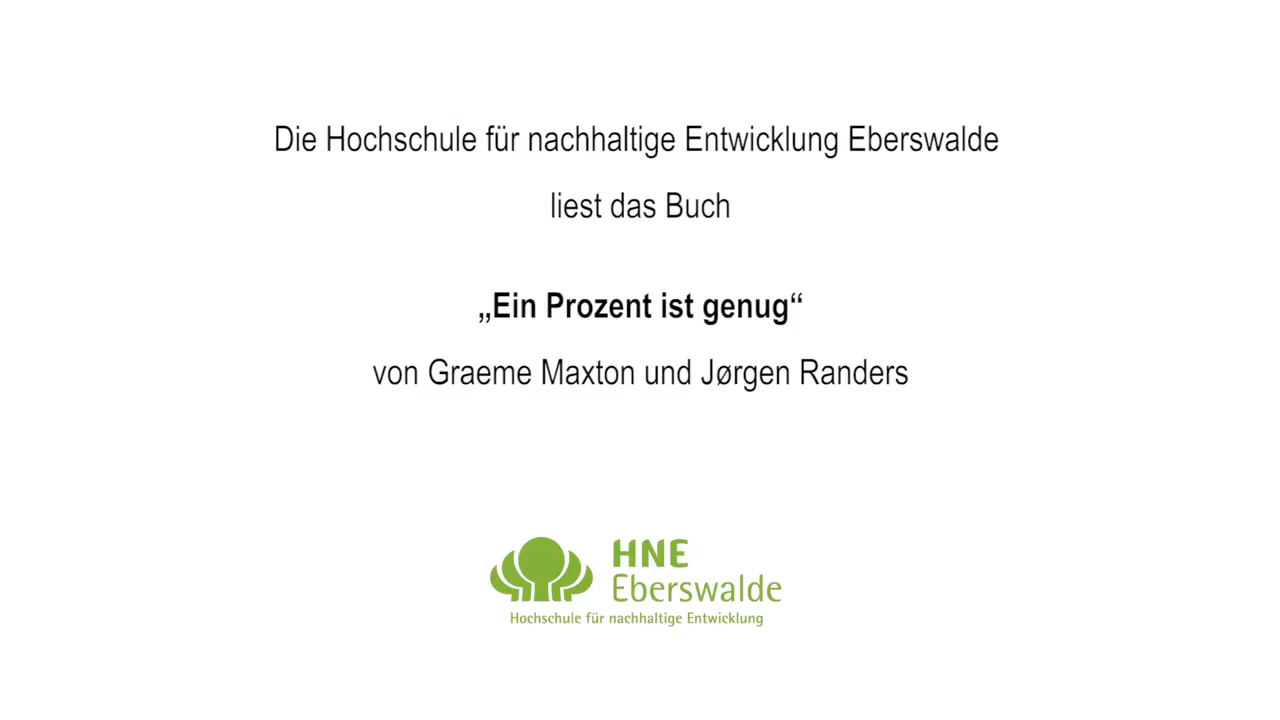 Die Hochschule für nachhaltige Entwicklung Eberswalde
liest das Buch
„Ein Prozent ist genug“
von Graeme Maxton und Jørgen Randers
HNE
Eberswalde
Hochschule für nachhaltige Entwicklung